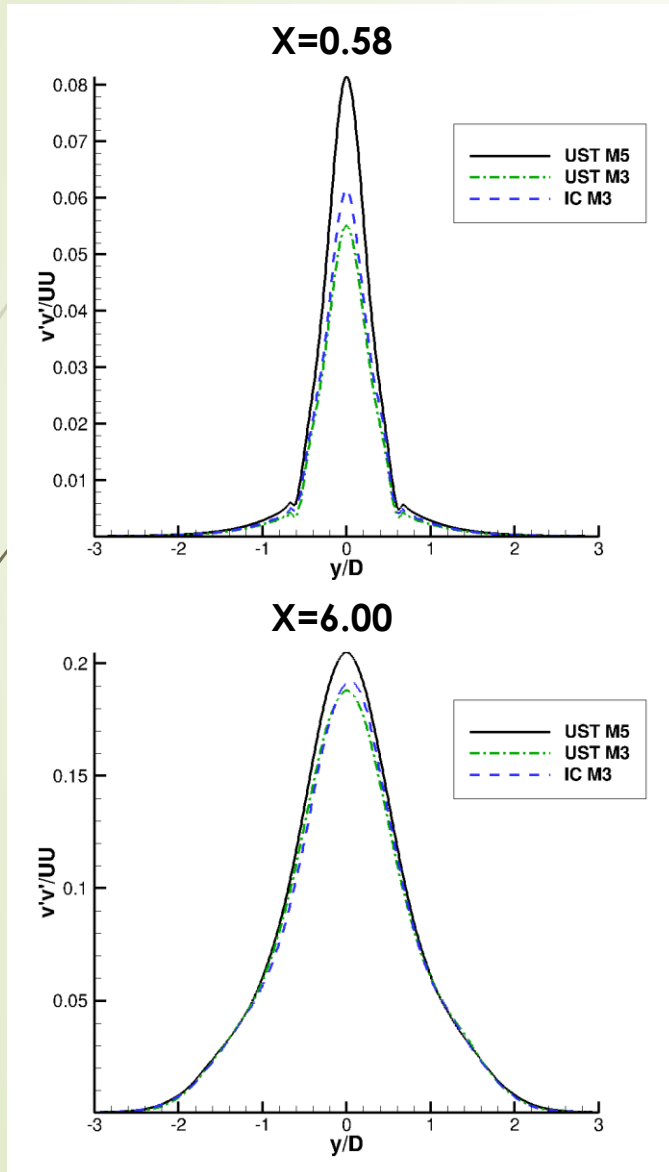 X=0.58
0.08
0.07
0.06
0.05
0.04
0.03
0.02
0.01
v'v'/UU
UST M5
UST M3
IC M3
-3 -2 -1 0 1 2 3
y/D
X=6.00
0.2
0.15
0.1
0.05
v'v'/UU
UST M5
UST M3
IC M3
-3 -2 -1 0 1 2 3
y/D